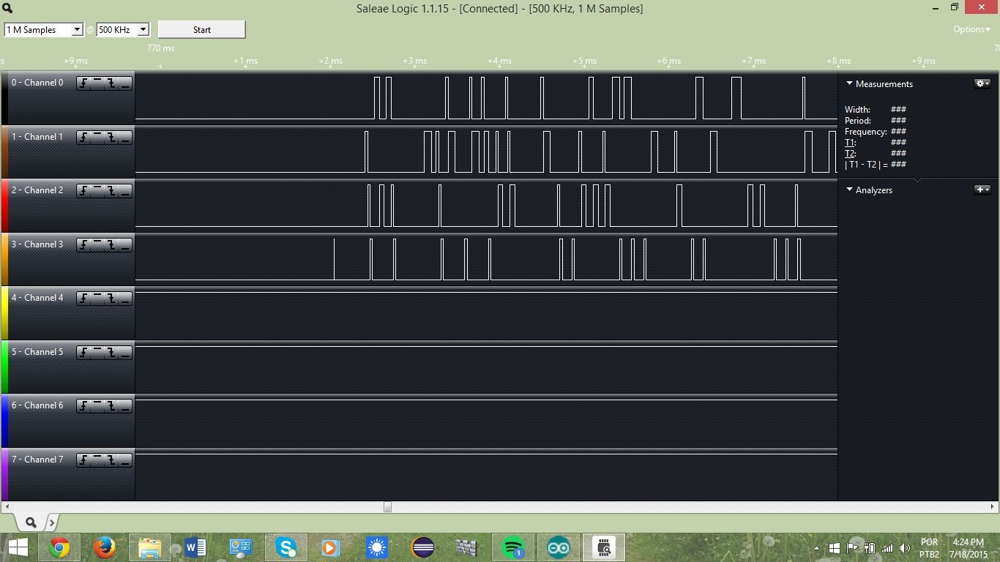 Saleae Logic 1.1.15 - [Connected] - [500 KHz, 1 M Samples]
1 M Samples @ 500 KHz Start Options
770 ms
+9 ms +1 ms +2 ms +3 ms +4 ms +5 ms +6 ms +7 ms +8 ms +9 ms
0 - Channel 0
1 - Channel 1
2 - Channel 2
3 - Channel 3
4 - Channel 4
5 - Channel 5
6 - Channel 6
7 - Channel 7
Measurements
Width: ###
Period: ###
Frequency: ###
T1: ###
T2: ###
| T1 - T2 | = ###
Analyzers
POR 4:24 PM
PTB2 7/18/2015